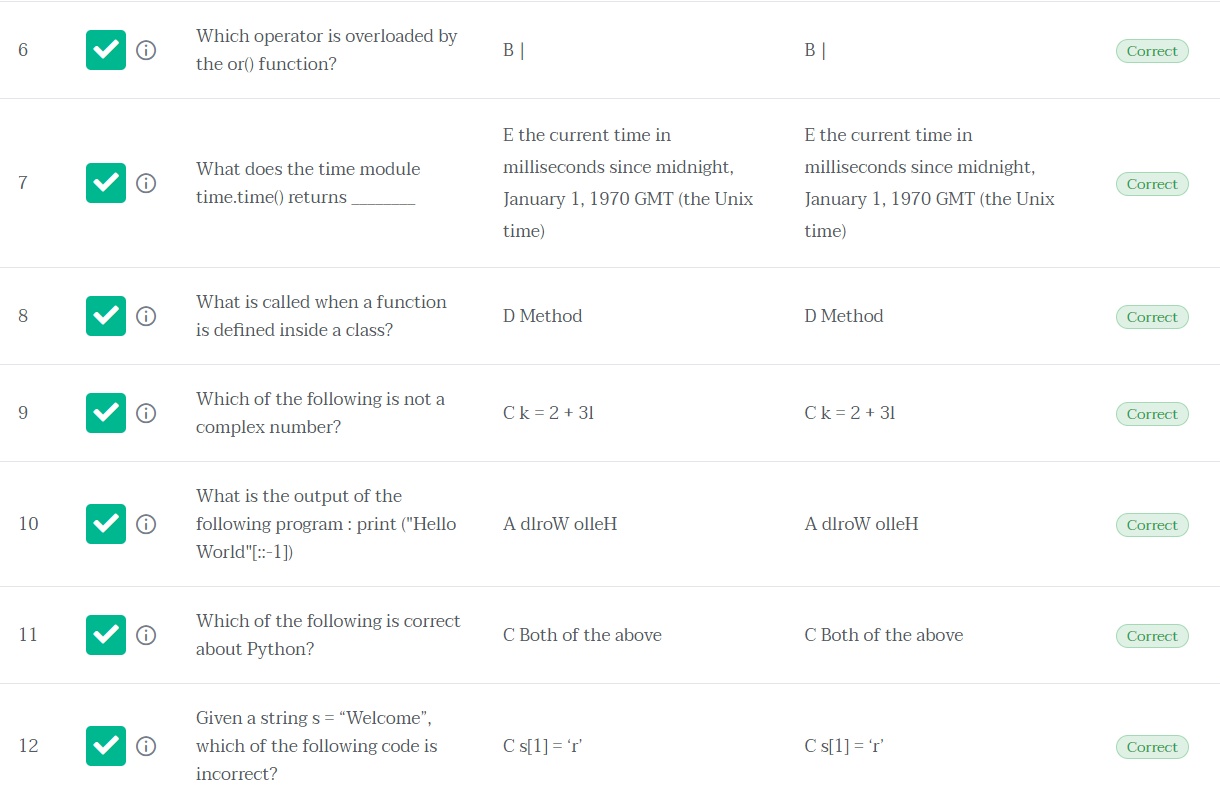 6
Which operator is overloaded by
the or() function?
B |
B |
Correct
7
What does the time module
time.time() returns ________
E the current time in
milliseconds since midnight,
January 1, 1970 GMT (the Unix
time)
E the current time in
milliseconds since midnight,
January 1, 1970 GMT (the Unix
time)
Correct
8
What is called when a function
is defined inside a class?
D Method
D Method
Correct
9
Which of the following is not a
complex number?
C k = 2 + 3l
C k = 2 + 3l
Correct
10
What is the output of the
following program : print ("Hello
World"[::-1])
A dlroW olleH
A dlroW olleH
Correct
11
Which of the following is correct
about Python?
C Both of the above
C Both of the above
Correct
12
Given a string s = “Welcome”,
which of the following code is
incorrect?
C s[1] = ‘r’
C s[1] = ‘r’
Correct